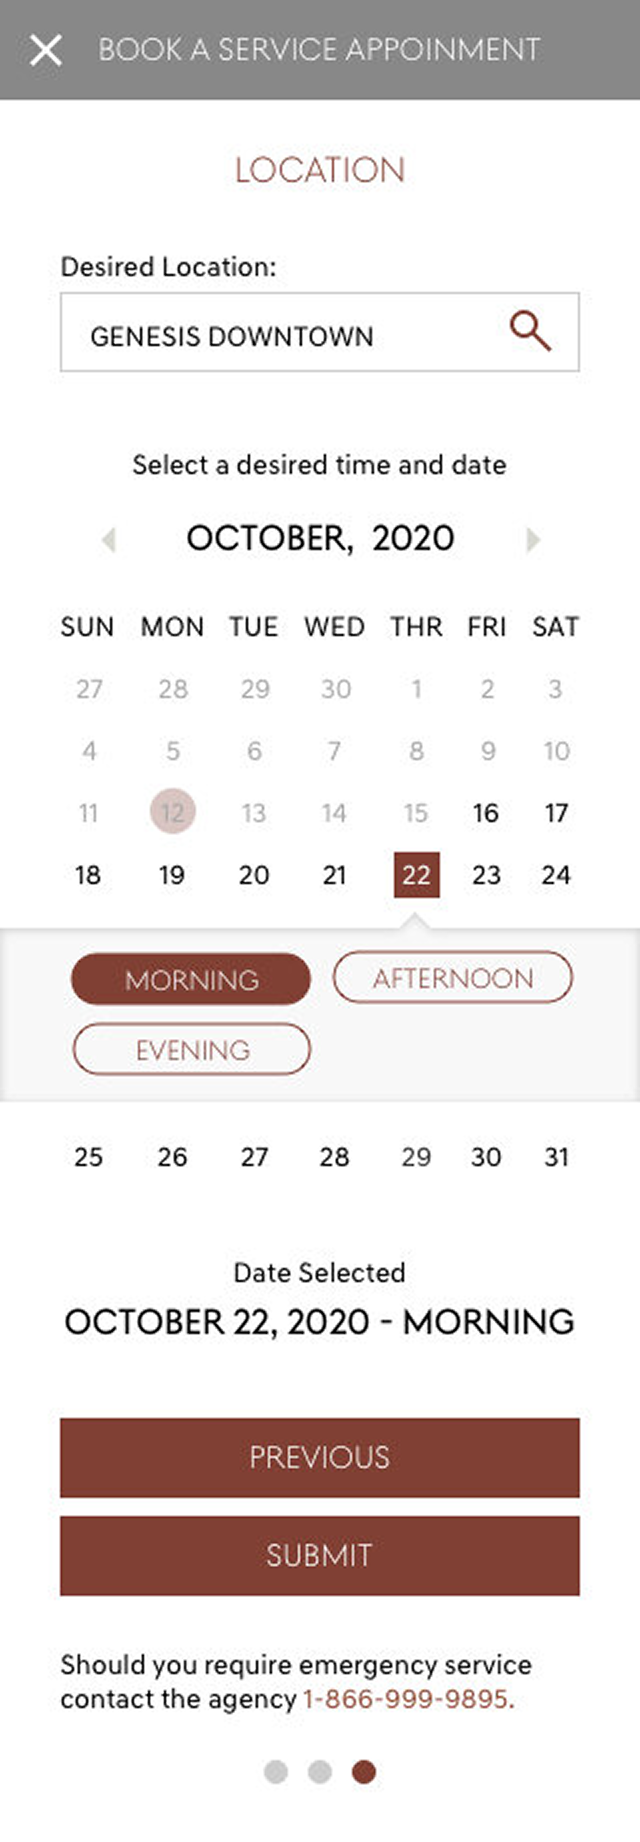 BOOK A SERVICE APPOINMENT
LOCATION
Desired Location:
GENESIS DOWNTOWN
Select a desired time and date
OCTOBER, 2020
SUN MON TUE WED THR FRI SAT
27 28 29 30 1 2 3
4 5 6 7 8 9 10
11 12 13 14 15 16 17
18 19 20 21 22 23 24
MORNING AFTERNOON
EVENING
25 26 27 28 29 30 31
Date Selected
OCTOBER 22, 2020 - MORNING
PREVIOUS
SUBMIT
Should you require emergency service
contact the agency 1-866-999-9895.